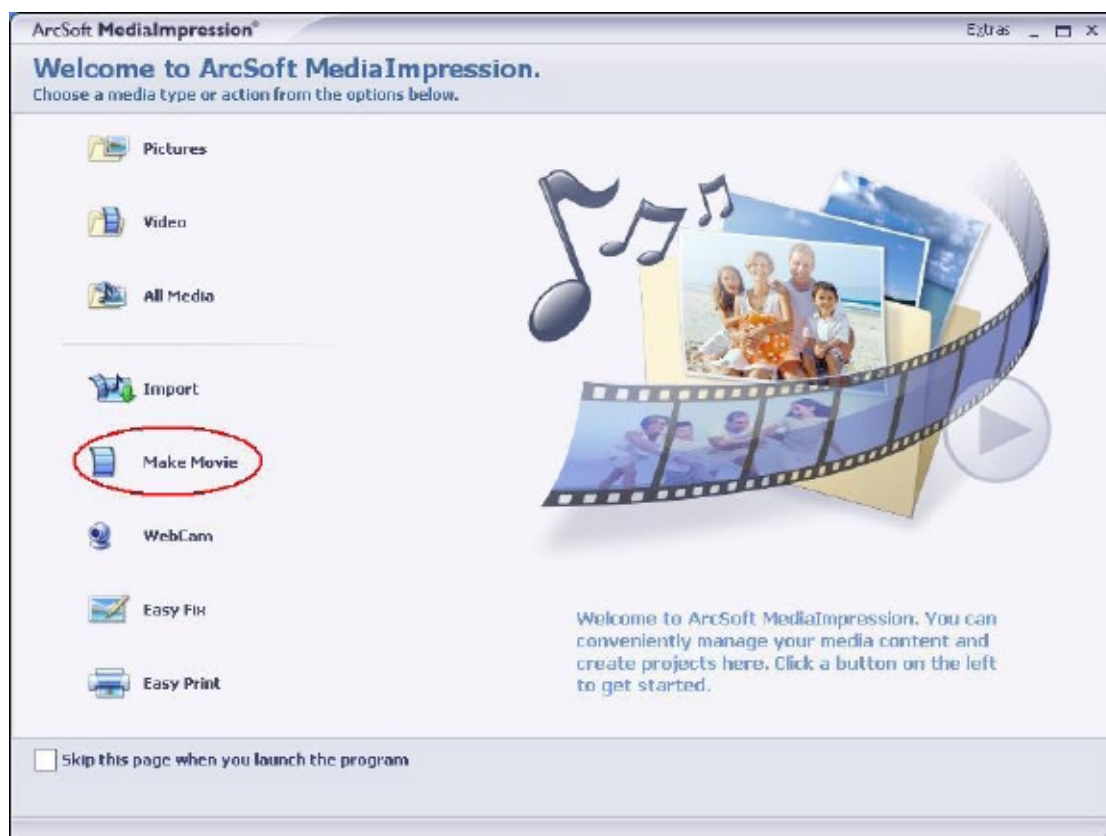 ArcSoft MediaImpression®
Extras
Welcome to ArcSoft MediaImpression.
Choose a media type or action from the options below.
Pictures
Video
All Media
Import
Make Movie
WebCam
Easy Fix
Easy Print
Welcome to ArcSoft MediaImpression. You can
conveniently manage your media content and
create projects here. Click a button on the left
to get started.
Skip this page when you launch the program